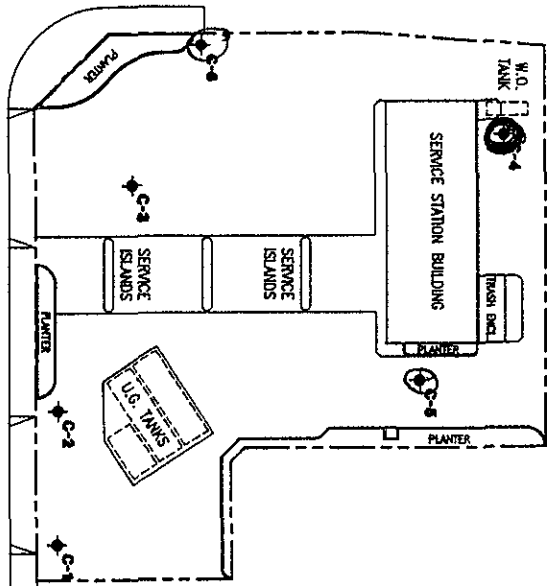 W.O.
TANK
C-4
SERVICE STATION BUILDING
TRASH ENCL
PLANTER
C-5
PLANTER
C-6
PLANTER
C-3
SERVICE
ISLANDS
SERVICE
ISLANDS
PLANTER
U.G. TANKS
C-2
C-1